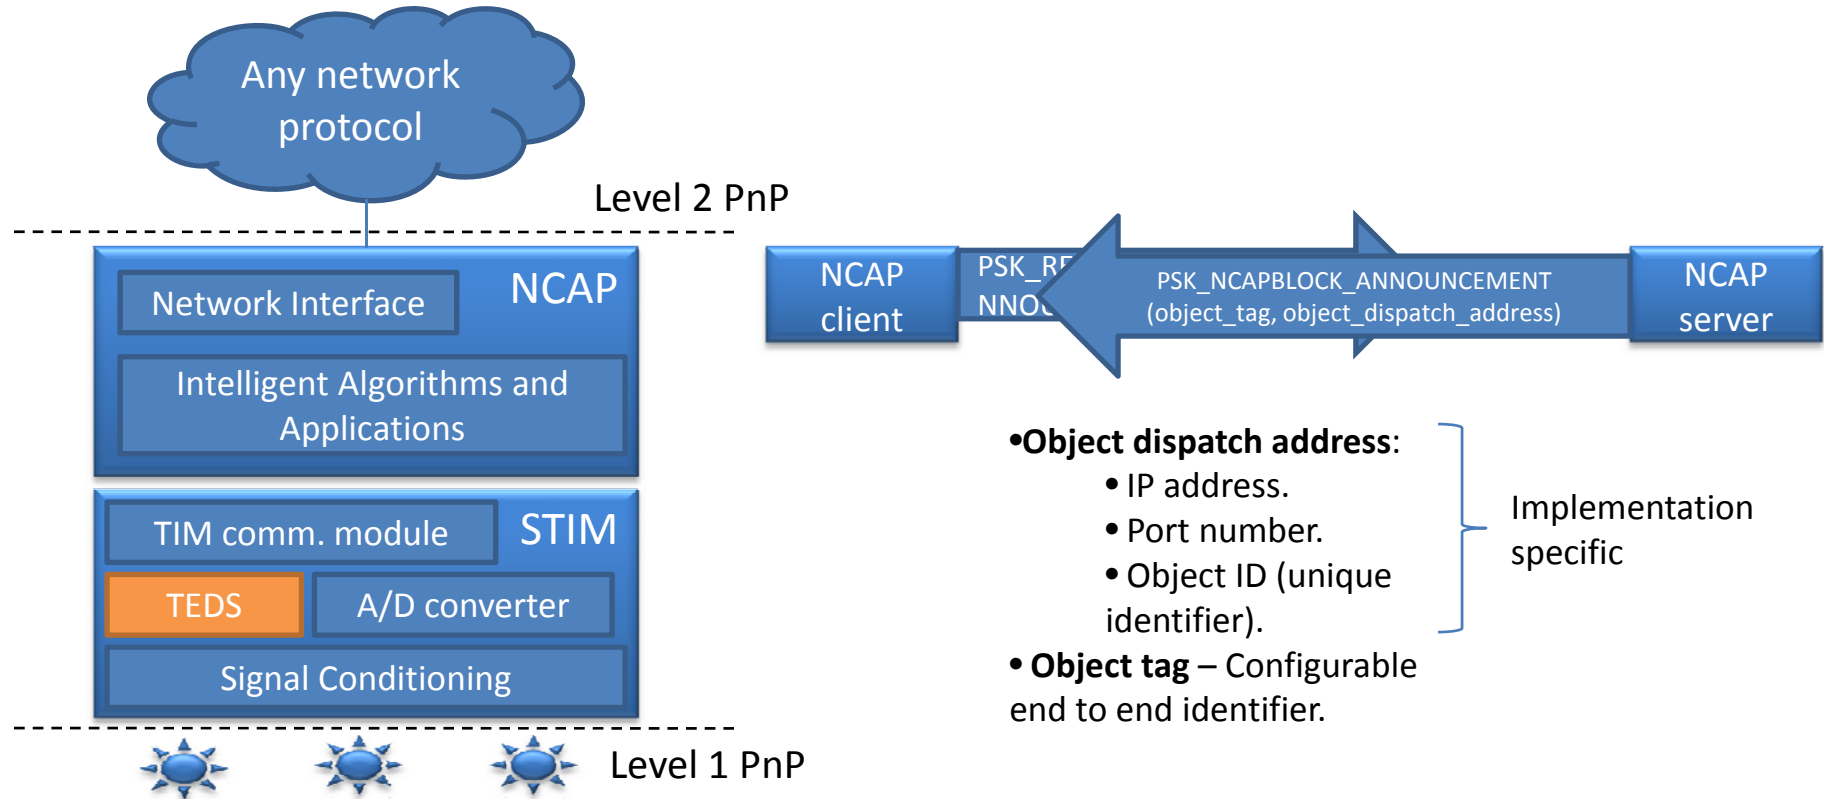 Any network
protocol
Level 2 PnP
NCAP
Network Interface
Intelligent Algorithms and
Applications
STIM
TIM comm. module
TEDS
A/D converter
Signal Conditioning
Level 1 PnP
NCAP
client
PSK_NCAPBLOCK_ANNOUNCEMENT
(object_tag, object_dispatch_address)
NCAP
server
•Object dispatch address:
• IP address.
• Port number.
• Object ID (unique
identifier).
• Object tag – Configurable
end to end identifier.
Implementation
specific